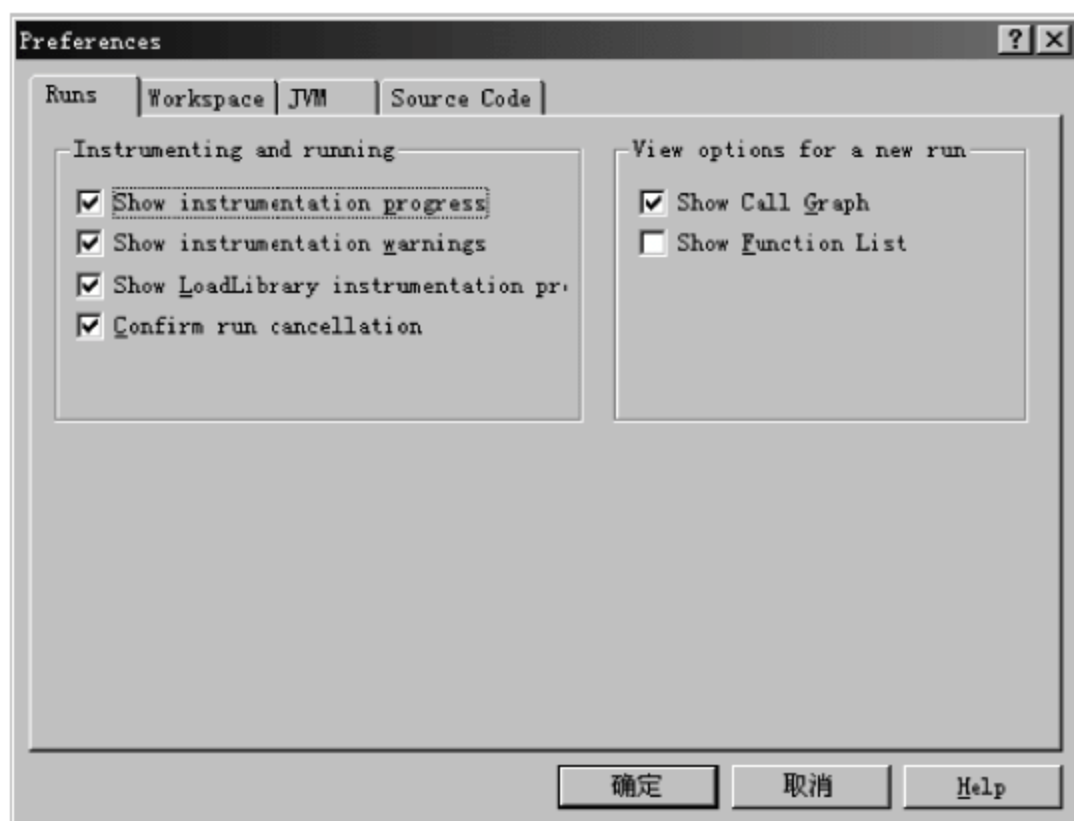 Preferences
Runs Workspace JVM Source Code
Instrumenting and running
Show instrumentation progress
Show instrumentation warnings
Show LoadLibrary instrumentation pr
Confirm run cancellation
View options for a new run
Show Call Graph
Show Function List
确定 取消 Help